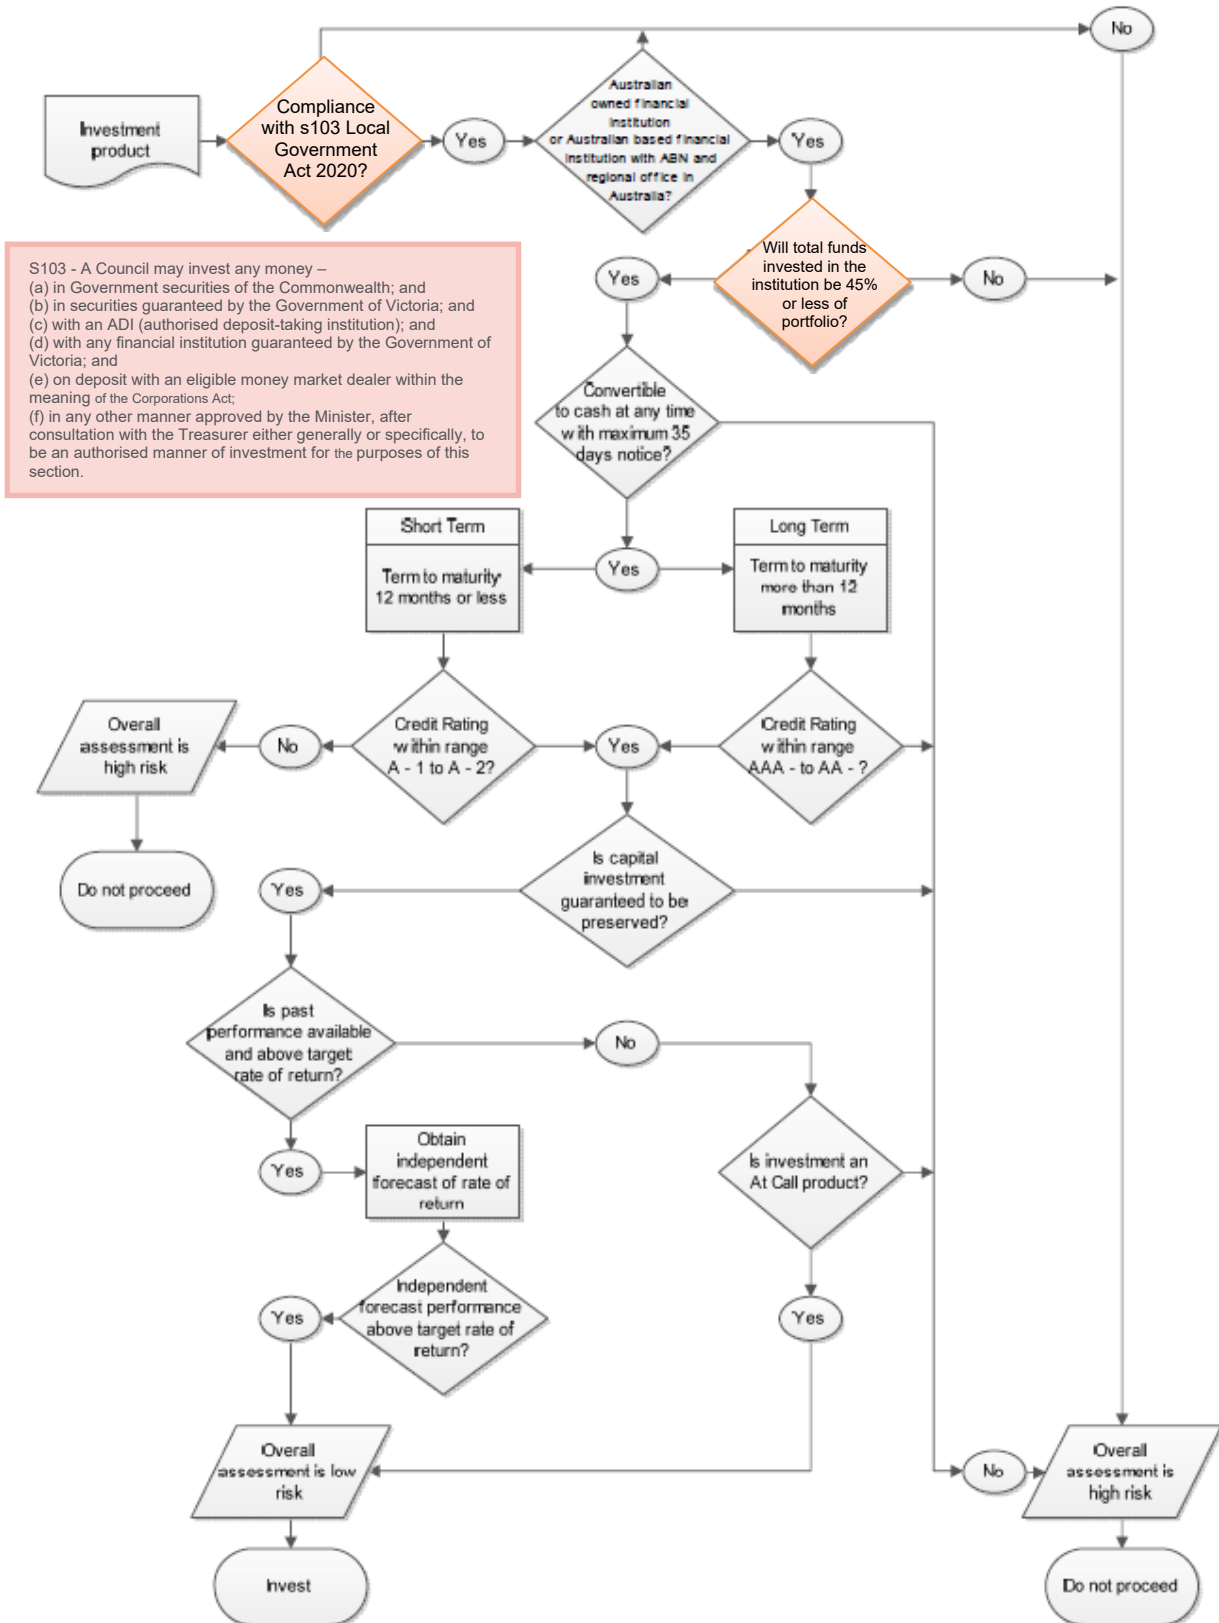 No
Investment
product
Compliance
with s103 Local
Government
Act 2020?
Yes
Australian
owned financial
institution
or Australian based financial
institution with ABN and
regional office in
Australia?
Yes
S103 - A Council may invest any money –
(a) in Government securities of the Commonwealth; and
(b) in securities guaranteed by the Government of Victoria; and
(c) with an ADI (authorised deposit-taking institution); and
(d) with any financial institution guaranteed by the Government of
Victoria; and
(e) on deposit with an eligible money market dealer within the
meaning of the Corporations Act;
(f) in any other manner approved by the Minister, after
consultation with the Treasurer either generally or specifically, to
be an authorised manner of investment for the purposes of this
section.
Will total funds
invested in the
institution be 45%
or less of
portfolio?
Yes
No
Convertible
to cash at any time
with maximum 35
days notice?
Short Term
Term to maturity
12 months or less
Yes
Long Term
Term to maturity
more than 12
months
Overall
assessment is
high risk
No
Credit Rating
within range
A - 1 to A - 2?
Yes
Credit Rating
within range
AAA - to AA - ?
Do not proceed
Yes
Is capital
investment
guaranteed to be
preserved?
Is past
performance available
and above target
rate of return?
No
Yes
Obtain
independent
forecast of rate of
return
Is investment an
At Call product?
Yes
Independent
forecast performance
above target rate of
return?
Yes
Overall
assessment is low
risk
No
Overall
assessment is
high risk
Invest
Do not proceed